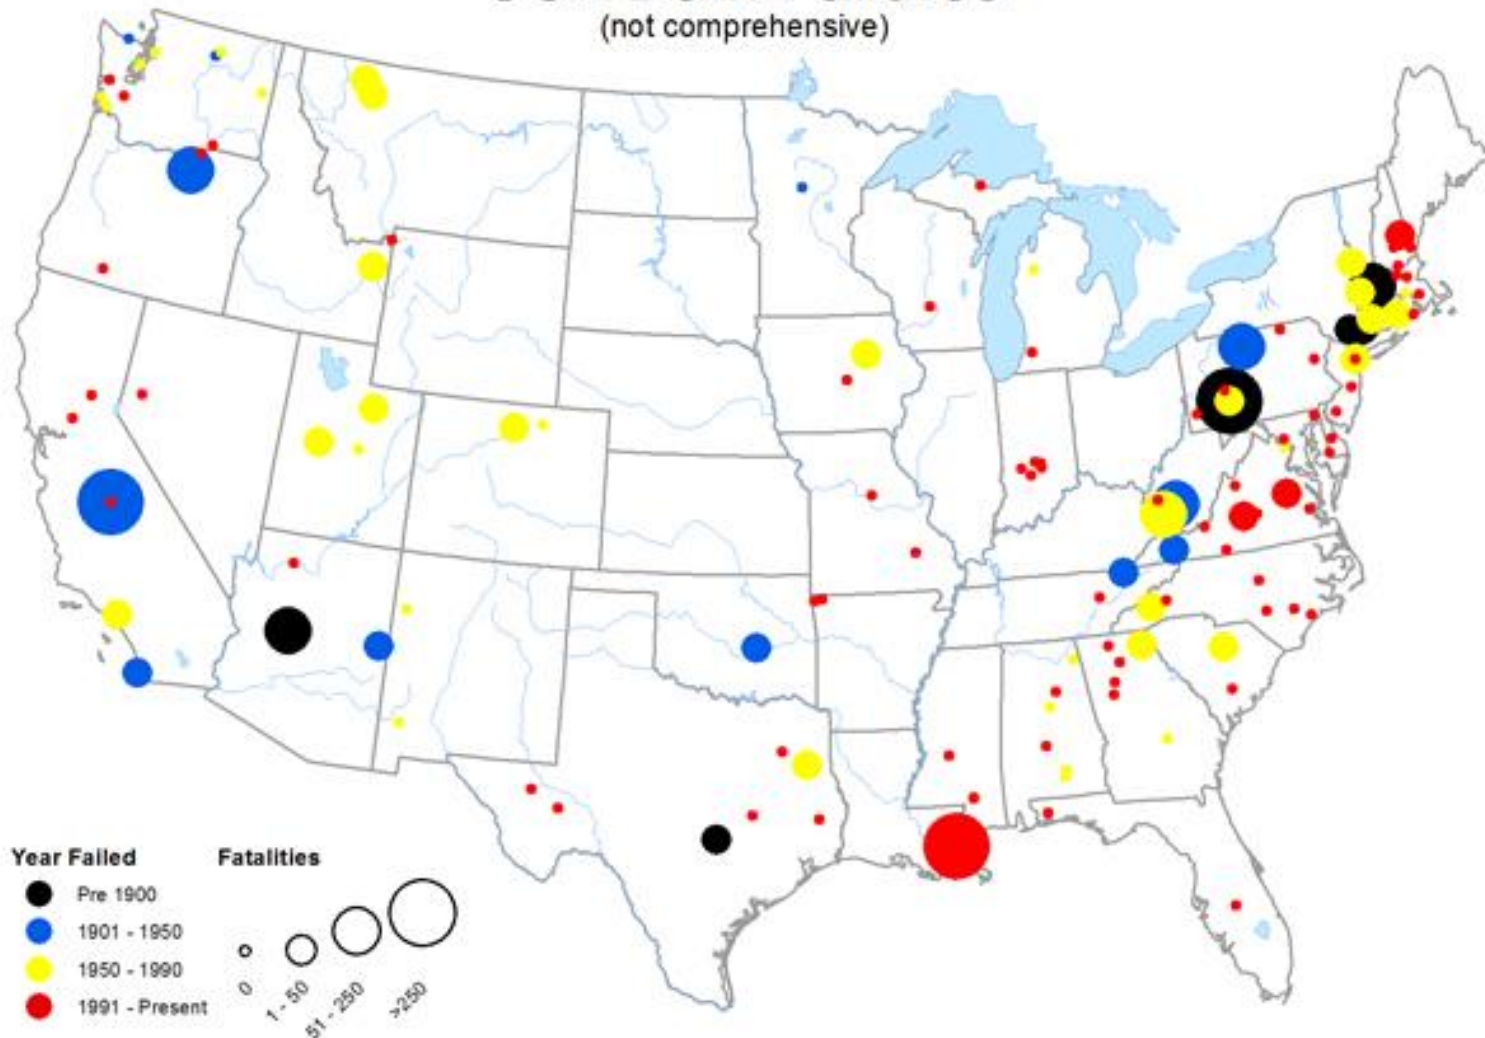 (not comprehensive)
Year Failed
Pre 1900
1901 - 1950
1950 - 1990
1991 - Present
Fatalities
0
1 - 50
51 - 250
>250